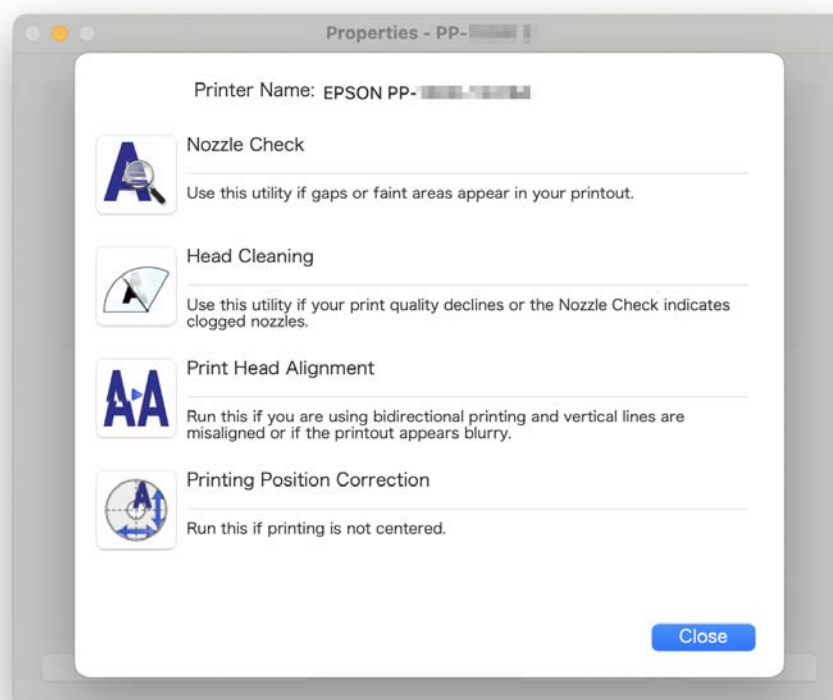 Properties - PP-
Printer Name: EPSON PP-
Nozzle Check
Use this utility if gaps or faint areas appear in your printout.
Head Cleaning
Use this utility if your print quality declines or the Nozzle Check indicates
clogged nozzles.
Print Head Alignment
Run this if you are using bidirectional printing and vertical lines are
misaligned or if the printout appears blurry.
Printing Position Correction
Run this if printing is not centered.
Close